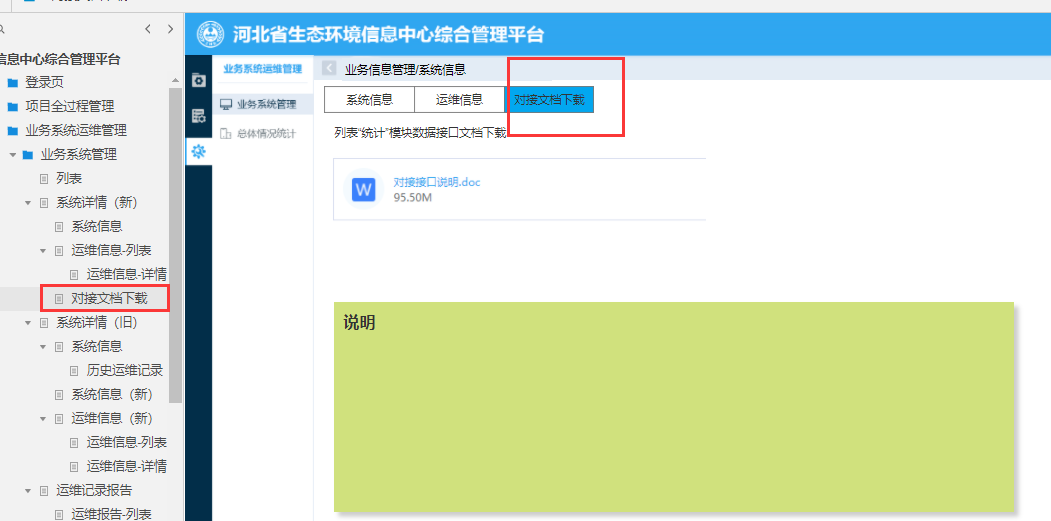 信息中心综合管理平台
登录页
项目全过程管理
业务系统运维管理
业务系统管理
列表
系统详情（新）
系统信息
运维信息-列表
运维信息-详情
对接文档下载
系统详情（旧）
系统信息
历史运维记录
系统信息（新）
运维信息（新）
运维信息-列表
运维信息-详情
运维记录报告
运维报告-列表
河北省生态环境信息中心综合管理平台
业务系统运维管理
业务系统管理
总体情况统计
业务信息管理/系统信息
系统信息 运维信息 对接文档下载
列表“统计”模块数据接口文档下载
W
对接接口说明.doc
95.50M
说明